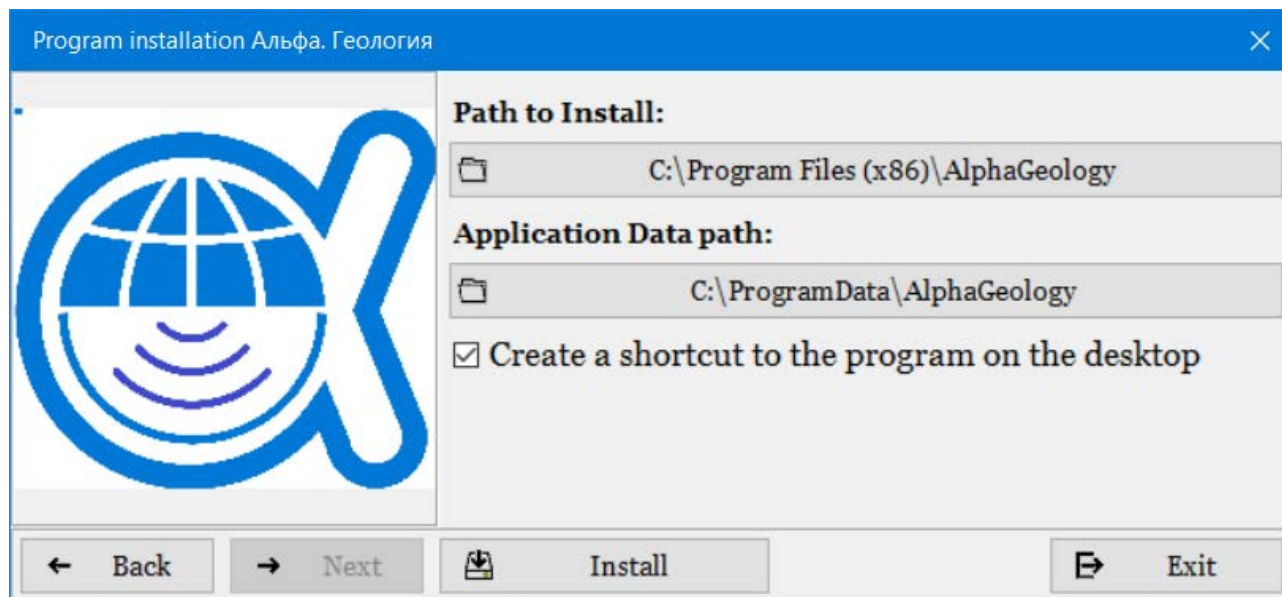 Program installation Альфа. Геология
Path to Install:
C:\Program Files (x86)\AlphaGeology
Application Data path:
C:\ProgramData\AlphaGeology
Create a shortcut to the program on the desktop
Back Next Install Exit